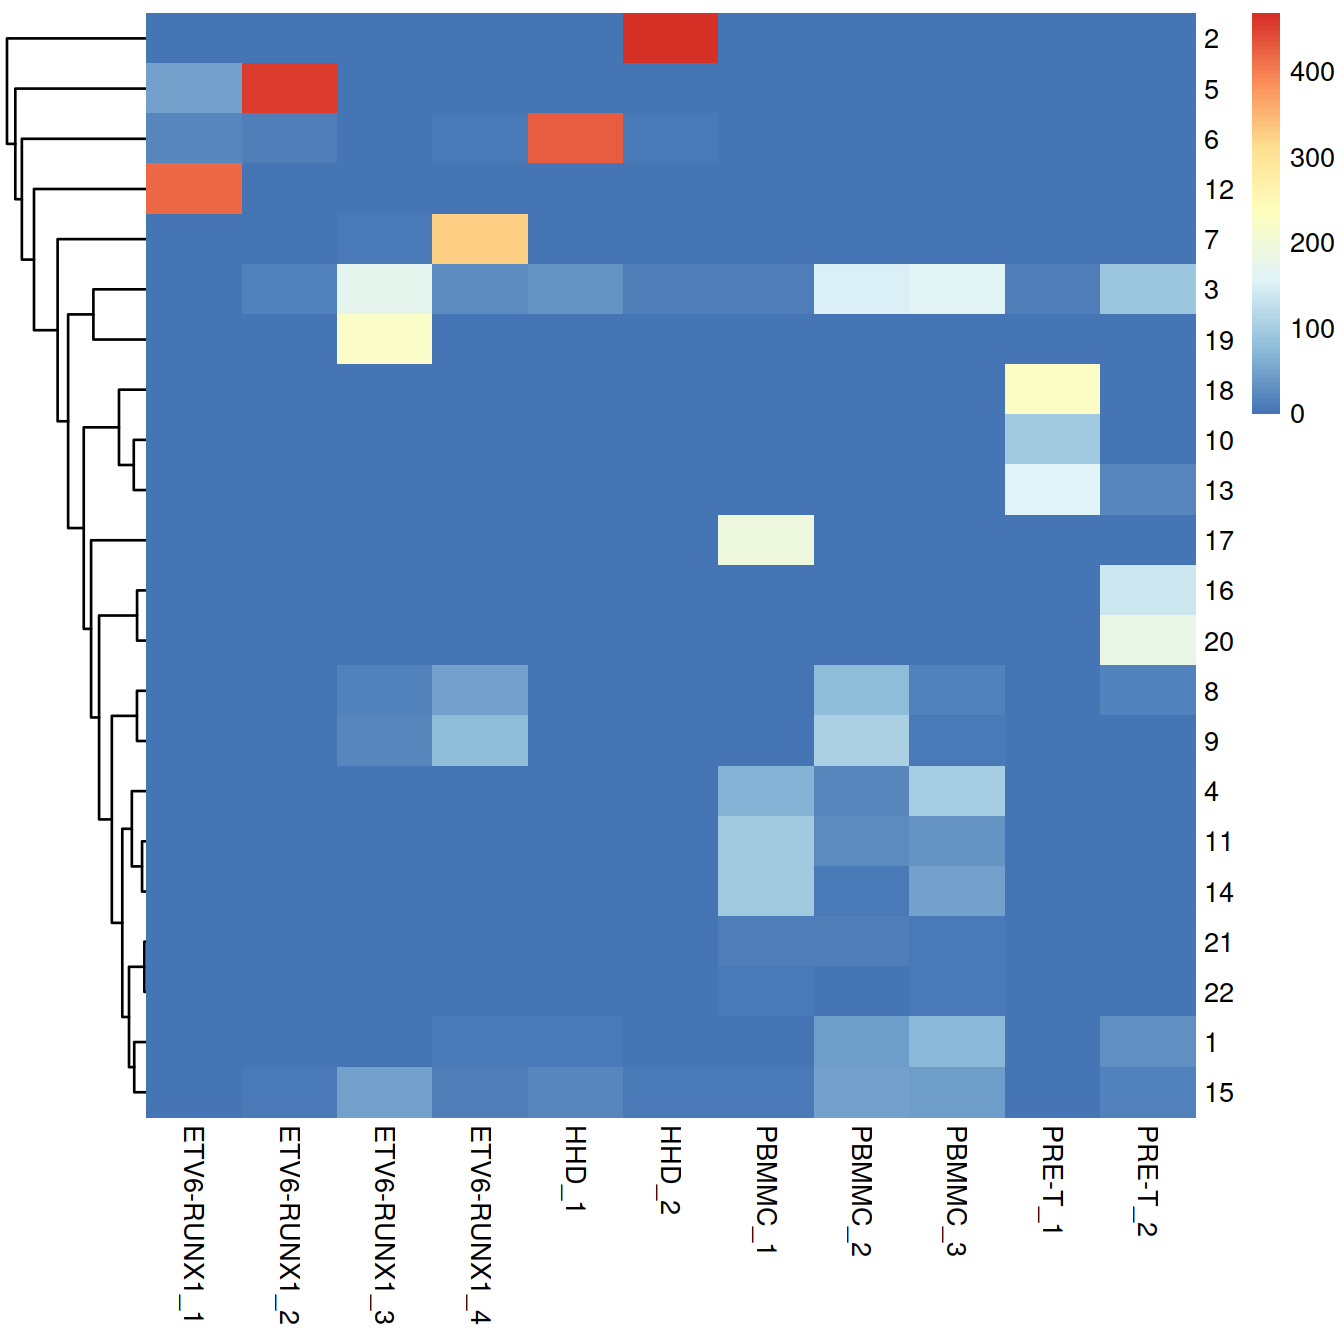 2
5
6
12
7
3
19
18
10
13
17
16
20
8
9
4
11
14
21
22
1
15
400
300
200
100
0
ETV6-RUNX1_1
ETV6-RUNX1_2
ETV6-RUNX1_3
ETV6-RUNX1_4
HHD_1
HHD_2
PBMMC_1
PBMMC_2
PBMMC_3
PRE-T_1
PRE-T_2